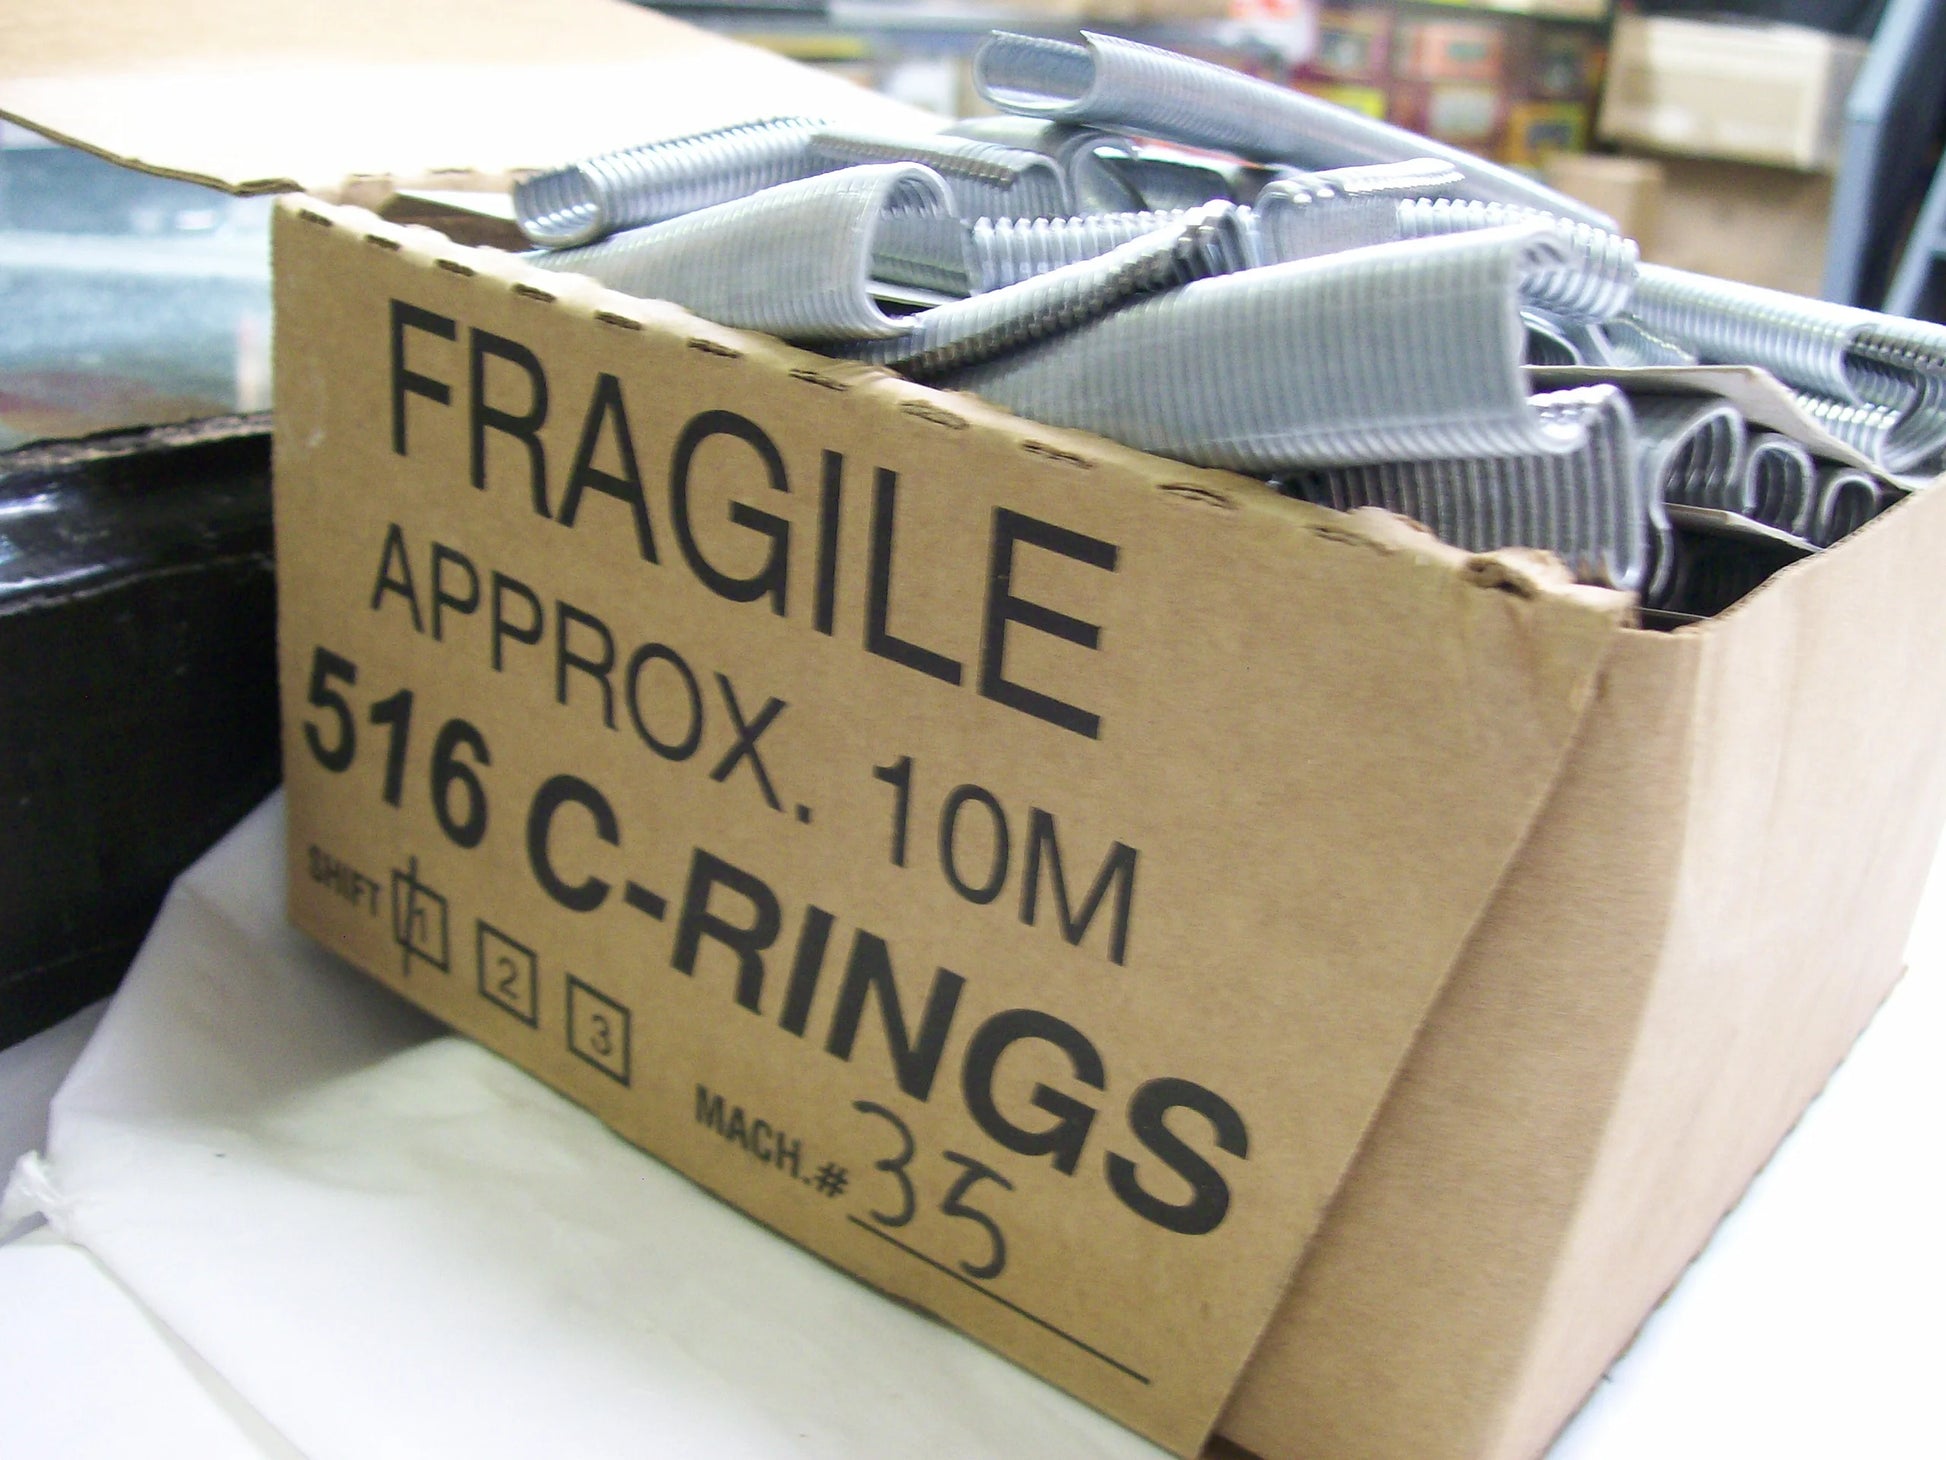 FRAGILE
APPROX. 10M
516 C-RINGS
SHIFT 1 2 3
MACH.# 35